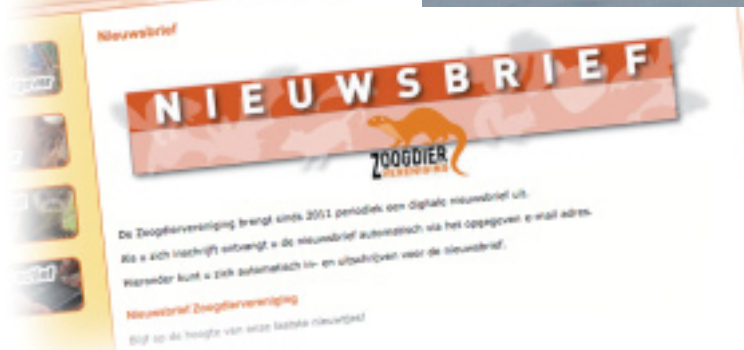 Nieuwsbrief
NIEUWSBRIEF
ZOOGDIER
VERENIGING
De Zoogdiervereniging brengt sinds 2011 periodiek een digitale nieuwsbrief uit.
Als u zich inschrijft ontvangt u de nieuwsbrief automatisch via het opgegeven e-mail adres.
Hieronder kunt u zich automatisch in- en uitschrijven voor de nieuwsbrief.
Nieuwsbrief Zoogdiervereniging
Blijf op de hoogte van onze laatste nieuwtjes!